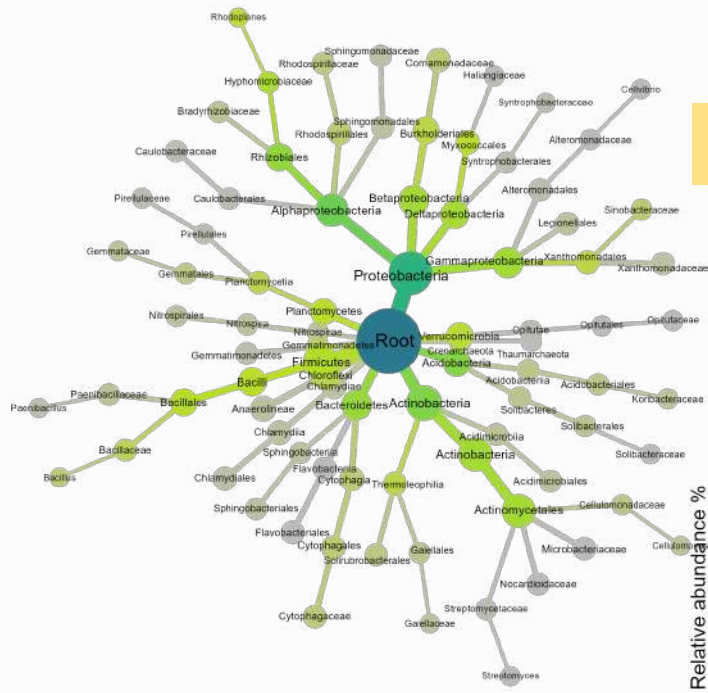 Rhodoplanes
Hyphomicrobiaceae
Rhodospirillaceae
Sphingomonadaceae
Comamonadaceae
Haliangiaceae
Cellvibrio
Syntrophobacteraceae
Bradyrhizobiaceae
Rhodospirillales
Sphingomonadales
Burkholderiales
Myxococcales
Alteromonadaceae
Caulobacteraceae
Rhizobiales
Syntrophobacterales
Pirellulaceae
Caulobacterales
Alphaproteobacteria
Betaproteobacteria
Deltaproteobacteria
Alteromonadales
Sinobacteraceae
Legionellales
Pirellulales
Gemmataceae
Gemmatales
Planctomycetia
Proteobacteria
Gammaproteobacteria
Xanthomonadales
Xanthomonadaceae
Nitrospirales
Nitrospira
Planctomycetes
Nitrospirae
Root
Verrucomicrobia
Opitutae
Opitutales
Opitutaceae
Gemmatimonadetes
Gemmatimonadetes
Crenarchaeota
Thaumarchaeota
Firmicutes
Acidobacteria
Chloroflexi
Bacilli
Chlamydiae
Acidobacteria
Acidobacteriales
Koribacteraceae
Paenibacillaceae
Paenibacillus
Bacillales
Anaerolineae
Bacteroidetes
Actinobacteria
Solibacteres
Solibacterales
Solibacteraceae
Chlamydiia
Acidimicrobiia
Bacillaceae
Sphingobacteriia
Actinobacteria
Bacillus
Chlamydiales
Flavobacteriia
Cytophagia
Thermoleophilia
Acidimicrobiales
Sphingobacteriales
Actinomycetales
Cellulomonadaceae
Flavobacteriales
Cytophagales
Solirubrobacterales
Gaiellales
Microbacteriaceae
Nocardioidaceae
Cytophagaceae
Gaiellaceae
Streptomycetaceae
Streptomyces
Relative abundance %